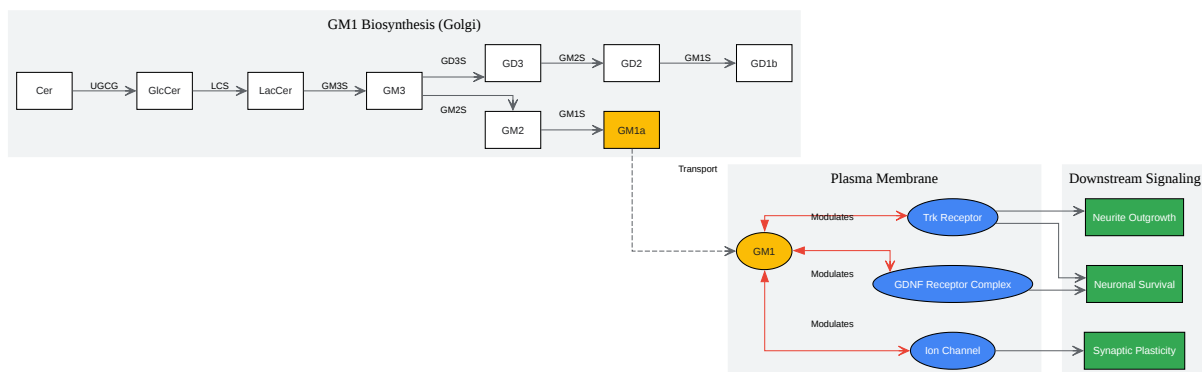 GM1 Biosynthesis (Golgi)
Cer
UGCG
GlcCer
LCS
LacCer
GM3S
GM3
GD3S
GD3
GM2S
GD2
GM1S
GD1b
GM2S
GM2
GM1S
GM1a
Transport
Plasma Membrane
GM1
Modulates
Trk Receptor
Modulates
GDNF Receptor Complex
Modulates
Ion Channel
Downstream Signaling
Neurite Outgrowth
Neuronal Survival
Synaptic Plasticity